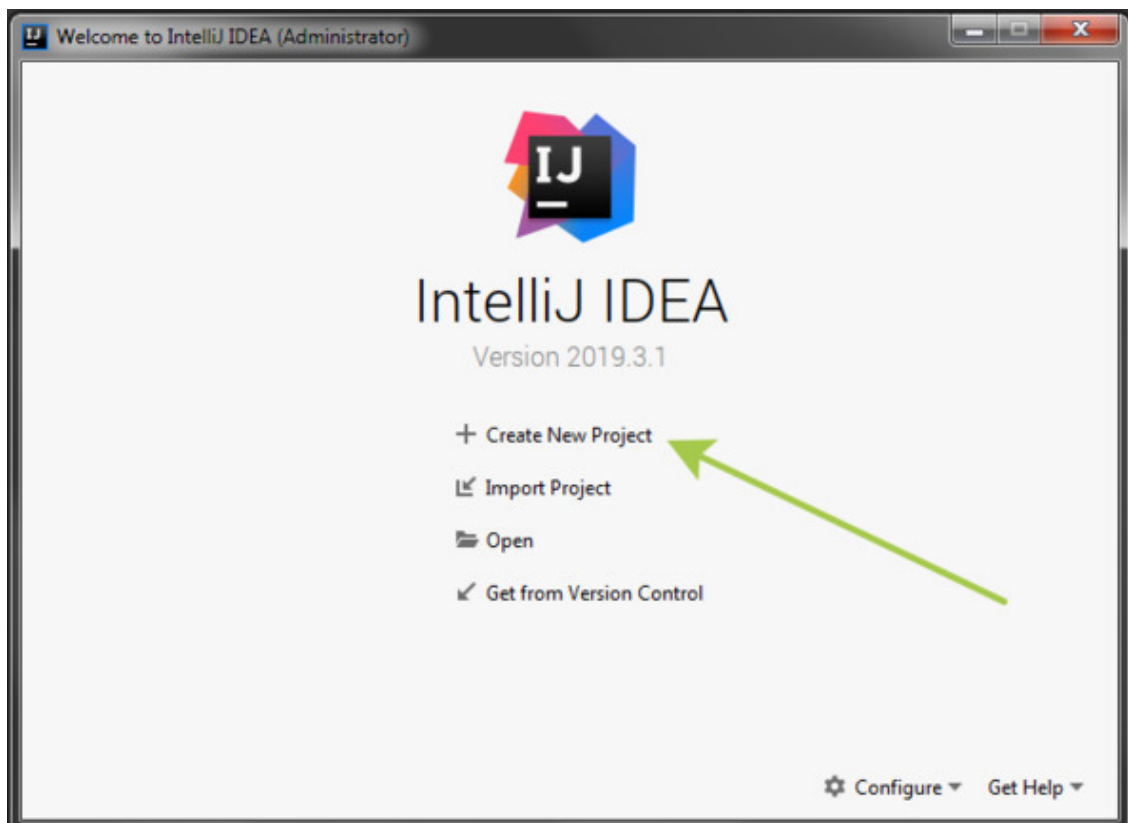 Welcome to IntelliJ IDEA (Administrator)
IJ
IntelliJ IDEA
Version 2019.3.1
Create New Project
Import Project
Open
Get from Version Control
Configure Get Help